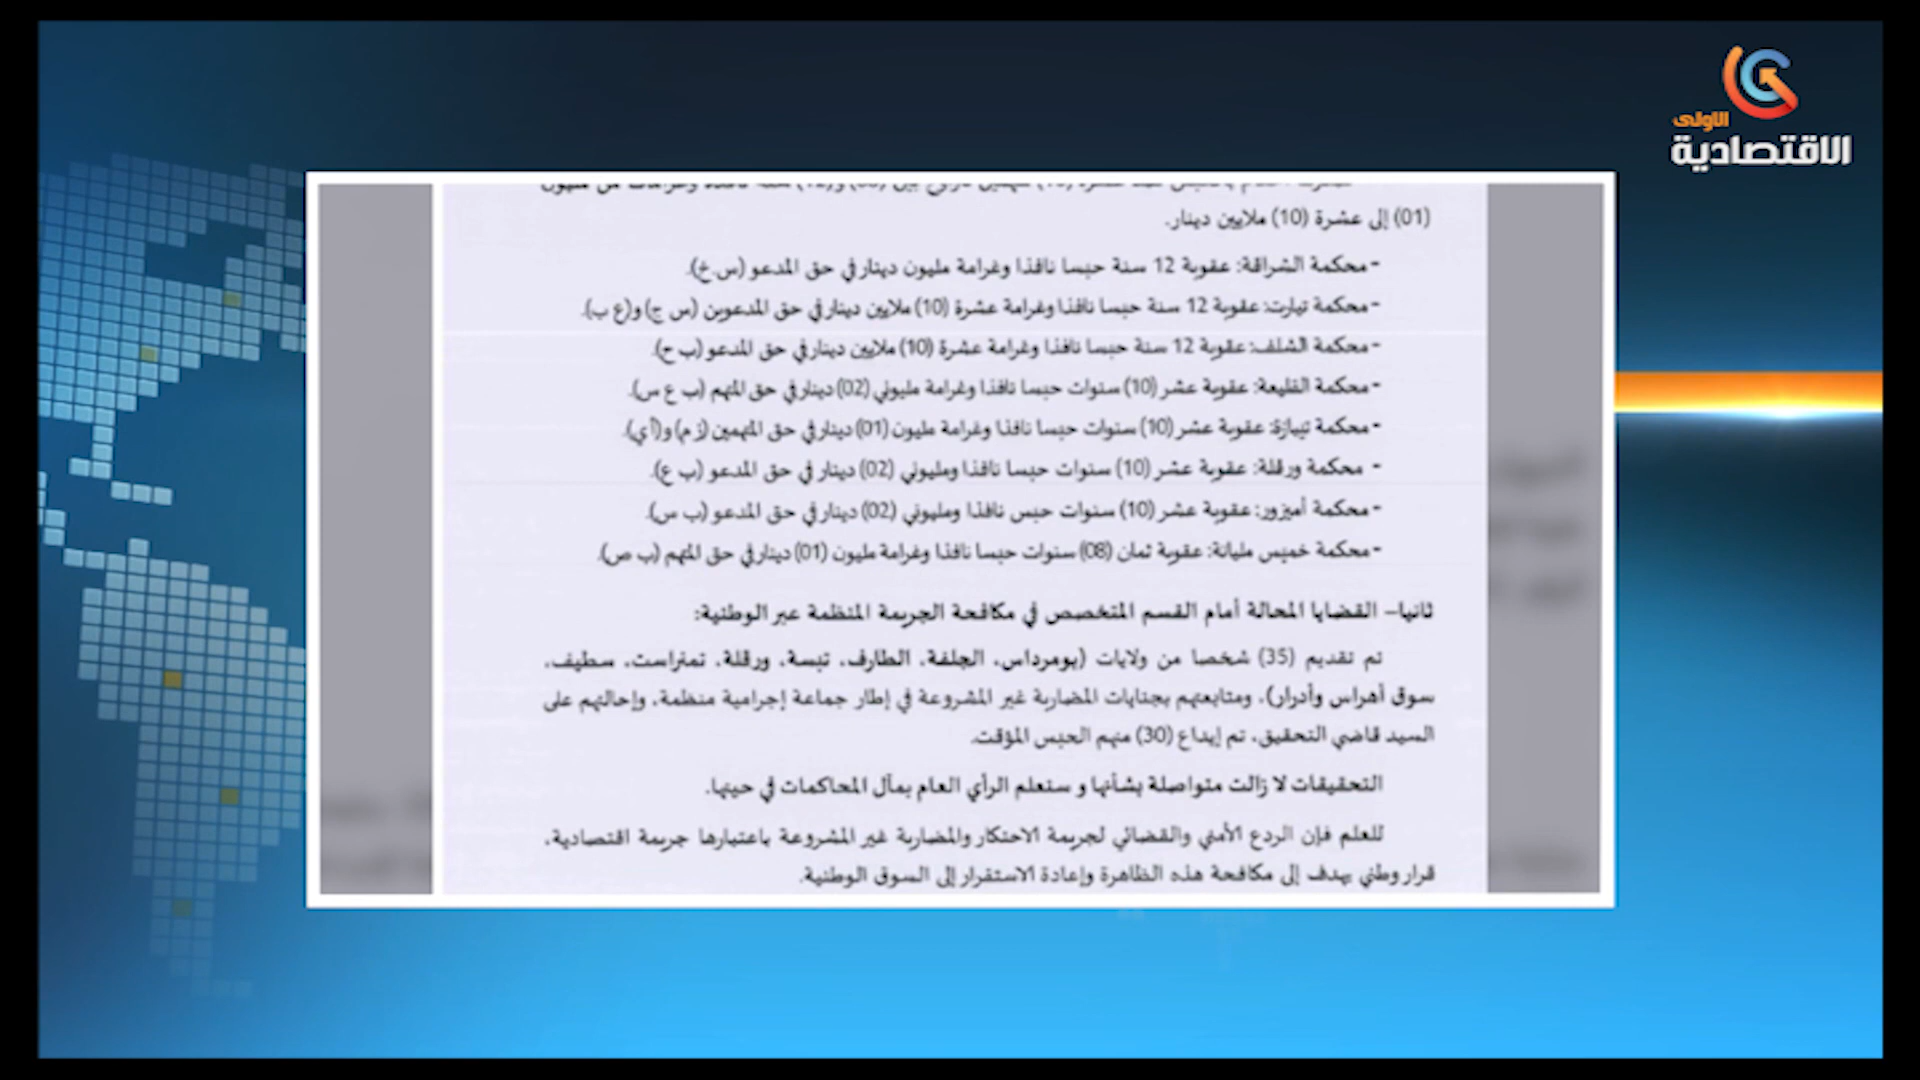 الأولى
الاقتصادية
(01) إلى عشرة (10) ملايين دينار.
- محكمة الشراقة: عقوبة 12 سنة حبسا نافذا وغرامة مليون دينار في حق المدعو (س.خ).
- محكمة تيارت: عقوبة 12 سنة حبسا نافذا وغرامة عشرة (10) ملايين دينار في حق المدعوين (س ج) و(ع ب).
- محكمة الشلف: عقوبة 12 سنة حبسا نافذا وغرامة عشرة (10) ملايين دينار في حق المدعو (ب ح).
- محكمة القليعة: عقوبة عشر (10) سنوات حبسا نافذا وغرامة مليوني (02) دينار في حق المتهم (ب ع س).
- محكمة تيبازة: عقوبة عشر (10) سنوات حبسا نافذا وغرامة مليون (01) دينار في حق المتهمين (ز م) و(أ ي).
- محكمة ورقلة: عقوبة عشر (10) سنوات حبسا نافذا ومليوني (02) دينار في حق المدعو (ب ع).
- محكمة أميزور: عقوبة عشر (10) سنوات حبس نافذا ومليوني (02) دينار في حق المدعو (ب س).
- محكمة خميس مليانة: عقوبة ثمان (08) سنوات حبسا نافذا وغرامة مليون (01) دينار في حق المتهم (ب ص).
ثانيا– القضايا المحالة أمام القسم المتخصص في مكافحة الجريمة المنظمة عبر الوطنية:
تم تقديم (35) شخصا من ولايات (بومرداس، الجلفة، الطارف، تبسة، ورقلة، تمنراست، سطيف،
سوق أهراس وأدرار)، ومتابعتهم بجنايات المضاربة غير المشروعة في إطار جماعة إجرامية منظمة، وإحالتهم على
السيد قاضي التحقيق، تم إيداع (30) منهم الحبس المؤقت.
التحقيقات لا زالت متواصلة بشأنها و ستعلم الرأي العام بمآل المحاكمات في حينها.
للعلم فإن الردع الأمني والقضائي لجريمة الاحتكار والمضاربة غير المشروعة باعتبارها جريمة اقتصادية،
قرار وطني يهدف إلى مكافحة هذه الظاهرة وإعادة الاستقرار إلى السوق الوطنية.